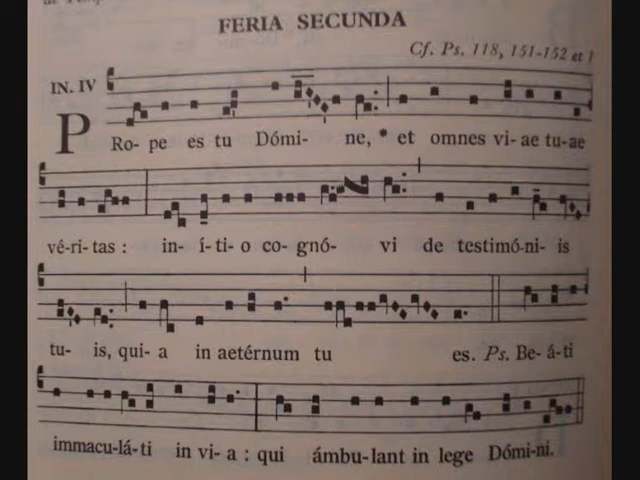 FERIA SECUNDA
Cf. Ps. 118, 151-152 et 1
IN. IV
PRo- pe es tu Dómi- ne, * et omnes vi- ae tu-ae
vé-ri- tas : in- í- ti- o co- gnó- vi de testimó-ni- is
tu- is, qui- a in aetérnum tu es. Ps. Be- á-ti
immacu-lá-ti in vi- a : qui ámbu-lant in lege Dómi-ni.